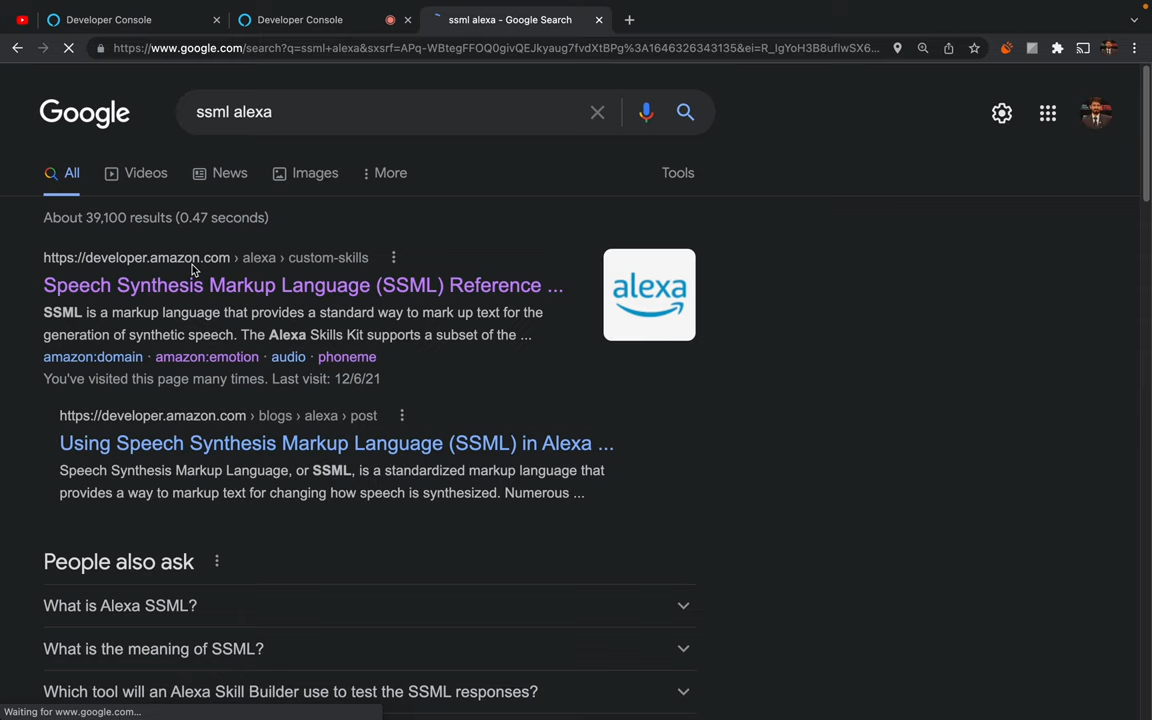 Developer Console
Developer Console
ssml alexa - Google Search
https://www.google.com/search?q=ssml+alexa&sxsrf=APq-WBtegFFOQ0givQEJkyaug7fvdXtBPg%3A1646326343135&ei=R_IgYoH3B8uflwSX6...
Google
ssml alexa
All
Videos
News
Images
More
Tools
About 39,100 results (0.47 seconds)
https://developer.amazon.com › alexa › custom-skills
Speech Synthesis Markup Language (SSML) Reference ...
SSML is a markup language that provides a standard way to mark up text for the
generation of synthetic speech. The Alexa Skills Kit supports a subset of the ...
amazon:domain · amazon:emotion · audio · phoneme
You've visited this page many times. Last visit: 12/6/21
alexa
https://developer.amazon.com › blogs › alexa › post
Using Speech Synthesis Markup Language (SSML) in Alexa ...
Speech Synthesis Markup Language, or SSML, is a standardized markup language that
provides a way to markup text for changing how speech is synthesized. Numerous ...
People also ask
What is Alexa SSML?
What is the meaning of SSML?
Which tool will an Alexa Skill Builder use to test the SSML responses?
Waiting for www.google.com...